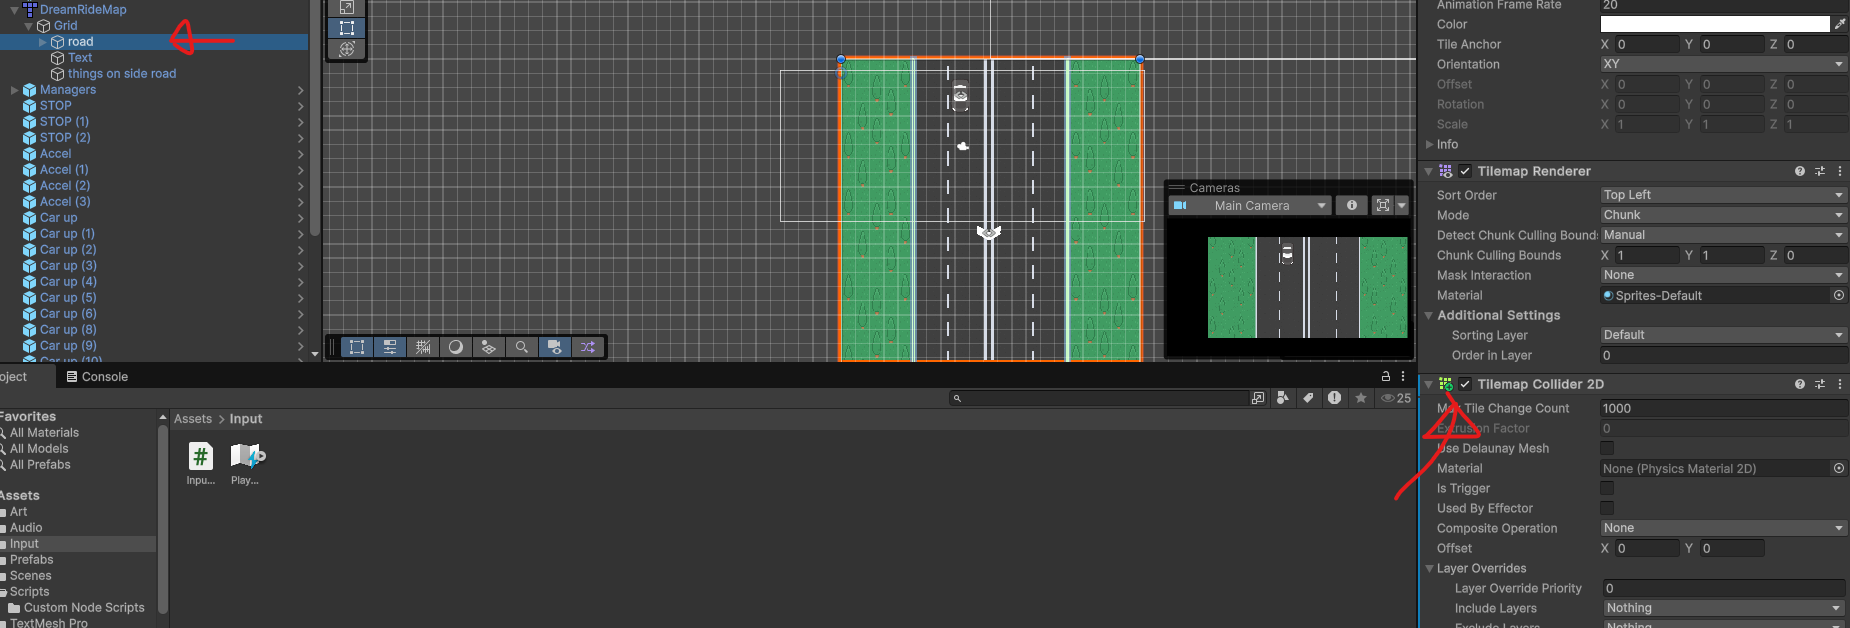 DreamRideMap
Grid
road
Text
things on side road
Managers
STOP
STOP (1)
STOP (2)
Accel
Accel (1)
Accel (2)
Accel (3)
Car up
Car up (1)
Car up (2)
Car up (3)
Car up (4)
Car up (5)
Car up (6)
Car up (8)
Car up (9)
Car up (10)
Cameras
Main Camera
Animation Frame Rate 20
Color
Tile Anchor X 0 Y 0 Z 0
Orientation XY
Offset X 0 Y 0 Z 0
Rotation X 0 Y 0 Z 0
Scale X 1 Y 1 Z 1
Info
Tilemap Renderer
Sort Order Top Left
Mode Chunk
Detect Chunk Culling Bounds Manual
Chunk Culling Bounds X 1 Y 1 Z 0
Mask Interaction None
Material Sprites-Default
Additional Settings
Sorting Layer Default
Order in Layer 0
Tilemap Collider 2D
Max Tile Change Count 1000
Extrusion Factor 0
Use Delaunay Mesh
Material None (Physics Material 2D)
Is Trigger
Used By Effector
Composite Operation None
Offset X 0 Y 0
Layer Overrides
Layer Override Priority 0
Include Layers Nothing
Exclude Layers Nothing
oject Console
25
Favorites
All Materials
All Models
All Prefabs
Assets
Art
Audio
Input
Prefabs
Scenes
Scripts
Custom Node Scripts
TextMesh Pro
Assets > Input
#
Inpu... Play...